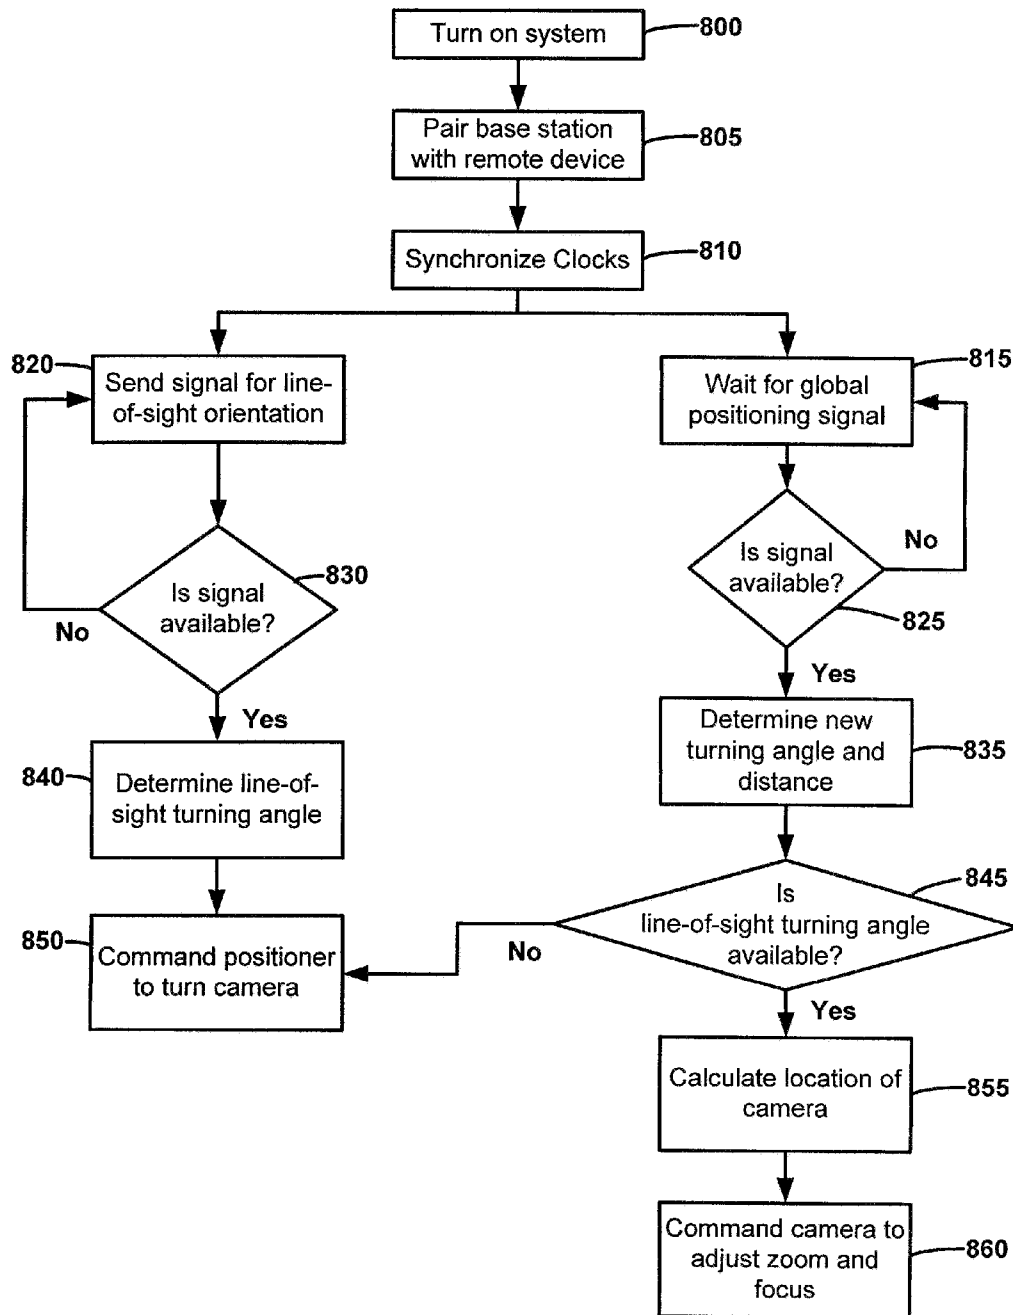 Turn on system
800
Pair base station
with remote device
805
Synchronize Clocks
810
820
Send signal for line-
of-sight orientation
815
Wait for global
positioning signal
Is signal
available?
830
No
Yes
Is signal
available?
No
825
Yes
840
Determine line-of-
sight turning angle
Determine new
turning angle and
distance
835
850
Command positioner
to turn camera
Is
line-of-sight turning angle
available?
845
No
Yes
Calculate location of
camera
855
Command camera to
adjust zoom and
focus
860